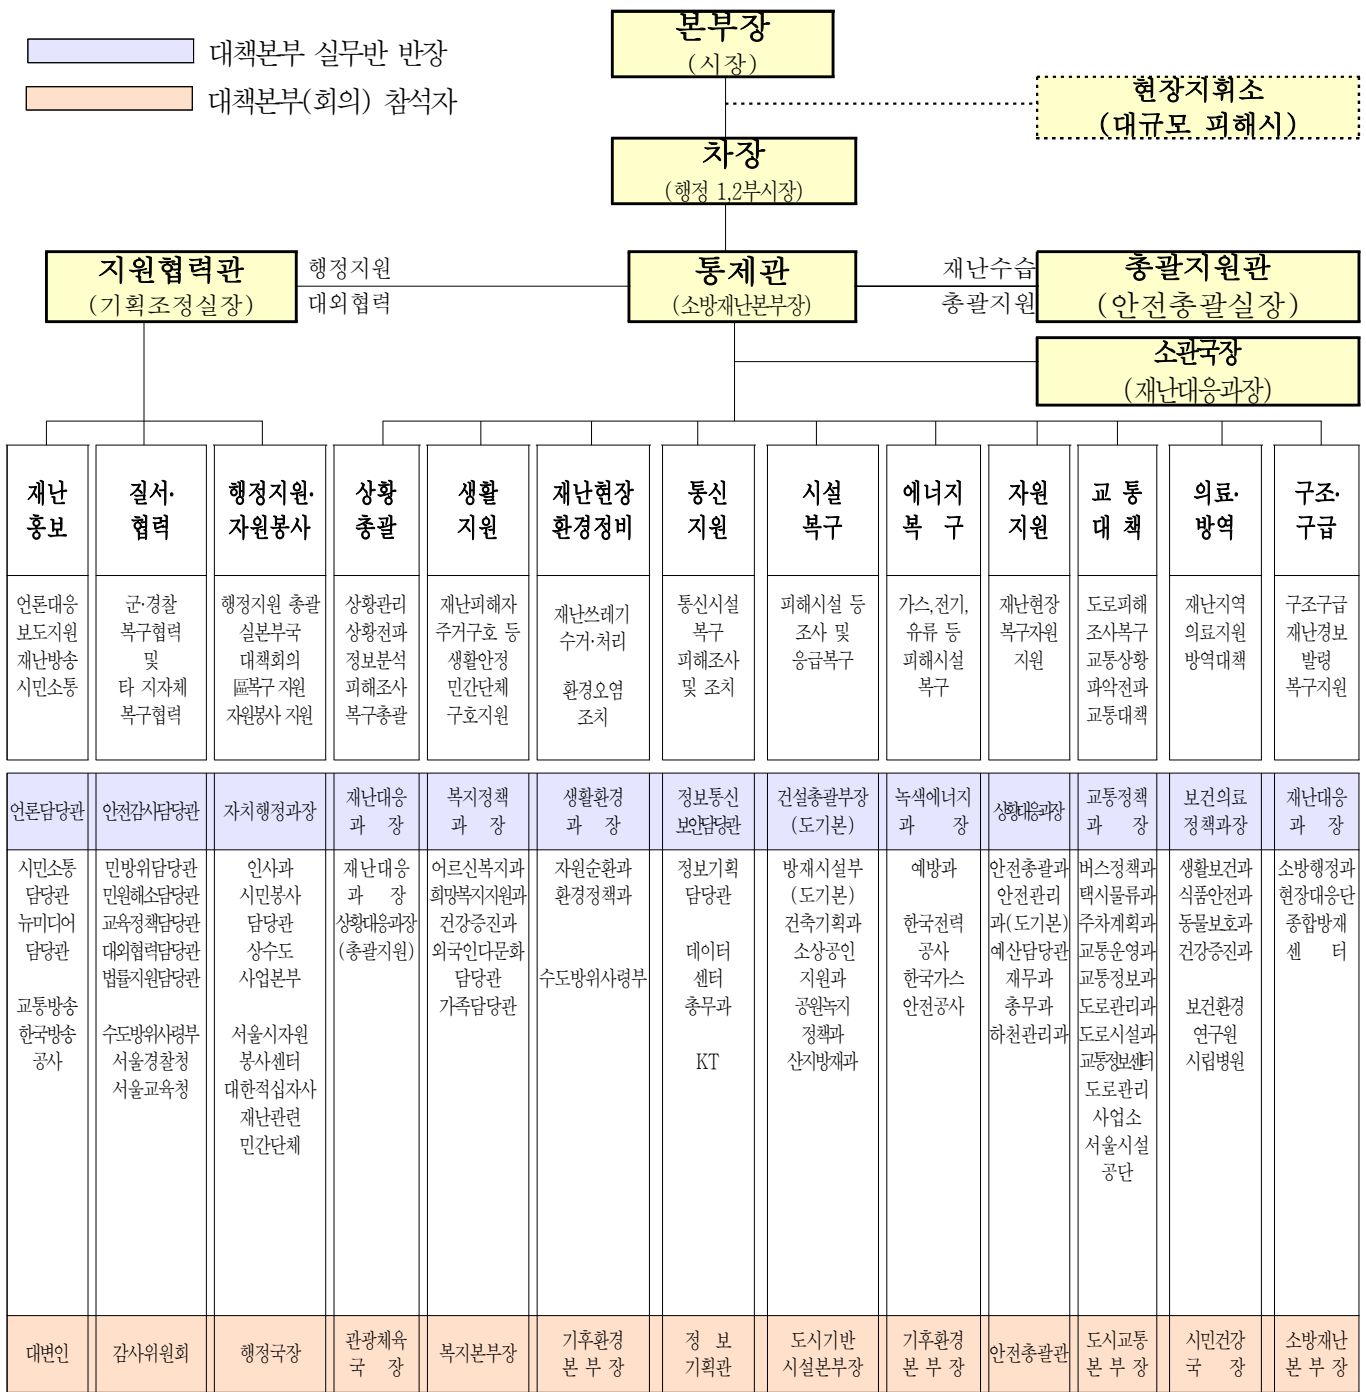 대책본부 실무반 반장
대책본부(회의) 참석자
본부장
(시장)
현장지휘소
(대규모 피해시)
차장
(행정 1,2부시장)
지원협력관
(기획조정실장)
행정지원
대외협력
통제관
(소방재난본부장)
재난수습
총괄지원
총괄지원관
(안전총괄실장)
소관국장
(재난대응과장)
재난
홍보
질서·
협력
행정지원·
자원봉사
상황
총괄
생활
지원
재난현장
환경정비
통신
지원
시설
복구
에너지
복 구
자원
지원
교 통
대 책
의료·
방역
구조·
구급
언론대응
보도지원
재난방송
시민소통
군·경찰
복구협력
및
타 지자체
복구협력
행정지원 총괄
실본부국
대책회의
區복구 지원
자원봉사 지원
상황관리
상황전파
정보분석
피해조사
복구총괄
재난피해자
주거구호 등
생활안정
민간단체
구호지원
재난쓰레기
수거·처리
환경오염
조치
통신시설
복구
피해조사
및 조치
피해시설 등
조사 및
응급복구
가스,전기,
유류 등
피해시설
복구
재난현장
복구자원
지원
도로피해
조사복구
교통상황
파악전파
교통대책
재난지역
의료지원
방역대책
구조구급
재난경보
발령
복구지원
언론담당관
안전감사담당관
자치행정과장
재난대응
과 장
복지정책
과 장
생활환경
과 장
정보통신
보안담당관
건설총괄부장
(도기본)
녹색에너지
과 장
상황대응과장
교통정책
과 장
보건의료
정책과장
재난대응
과 장
시민소통
담당관
뉴미디어
담당관
교통방송
한국방송
공사
민방위담당관
민원해소담당관
교육정책담당관
대외협력담당관
법률지원담당관
수도방위사령부
서울경찰청
서울교육청
인사과
시민봉사
담당관
상수도
사업본부
서울시자원
봉사센터
대한적십자사
재난관련
민간단체
재난대응
과 장
상황대응과장
(총괄지원)
어르신복지과
희망복지지원과
건강증진과
외국인다문화
담당관
가족담당관
자원순환과
환경정책과
수도방위사령부
정보기획
담당관
데이터
센터
총무과
KT
방재시설부
(도기본)
건축기획과
소상공인
지원과
공원녹지
정책과
산지방재과
예방과
한국전력
공사
한국가스
안전공사
안전총괄과
안전관리
과(도기본)
예산담당관
재무과
총무과
하천관리과
버스정책과
택시물류과
주차계획과
교통운영과
교통정보과
도로관리과
도로시설과
교통정보센터
도로관리
사업소
서울시설
공단
생활보건과
식품안전과
동물보호과
건강증진과
보건환경
연구원
시립병원
소방행정과
현장대응단
종합방재
센 터
대변인
감사위원회
행정국장
관광체육
국 장
복지본부장
기후환경
본 부 장
정 보
기획관
도시기반
시설본부장
기후환경
본 부 장
안전총괄관
도시교통
본 부 장
시민건강
국 장
소방재난
본 부 장